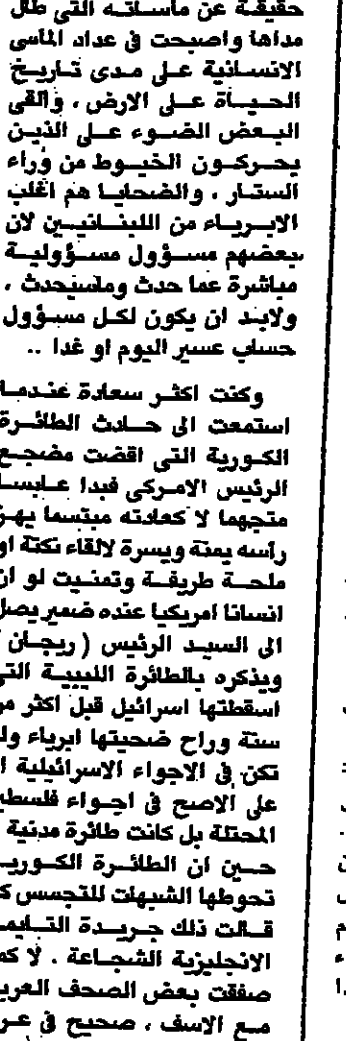 حقيقة عن ماساته التي طال
مداها واصبحت في عداد الماسى
الانسانية على مدى تاريخ
الحياة على الارض ، والقى
البعض الضوء على الذين
يحركون الخيوط من وراء
الستار ، والضحايا هم اغلب
الابرياء من اللبنانيين لان
بعضهم مسؤول مسؤولية
مباشرة عما حدث وماسيحدث ،
ولابد ان يكون لكل مسؤول
حساب عسير اليوم او غدا ..
وكنت اكثر سعادة عندما
استمعت الى حادث الطائرة
الكورية التي اقضت مضجع
الرئيس الامركى فبدا عابسا
متجهما لا كعادته مبتسما يهز
رأسه يمنة ويسرة لالقاء نكتة او
ملحة طريفة وتمنيت لو ان
انسانا امريكيا عنده ضمير يصل
الى السيد الرئيس ( ريجان
ويذكره بالطائرة الليبية التي
اسقطتها اسرائيل قبل اكثر من
سنة وراح ضحيتها ابرياء ولم
تكن في الاجواء الاسرائيلية
على الاصح في اجواء فلسطين
المحتلة بل كانت طائرة مدنية
حين ان الطائرة الكورية
تحوطها الشبهات للتجسس
قالت ذلك جريدة التايمز
الانجليزية الشجاعة . لا كما
صفقت بعض الصحف العربية
مع الاسف ، صحيح في